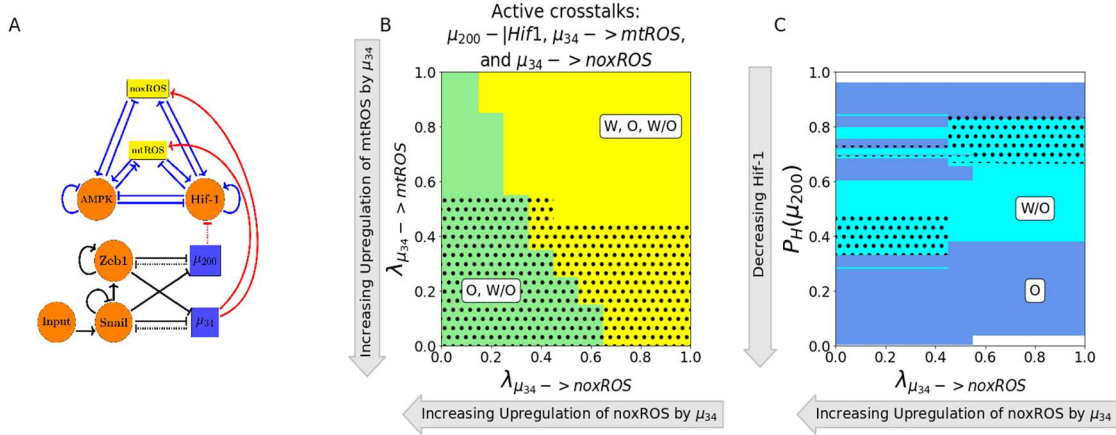 A
noxROS
mtROS
AMPK
Hif-1
Zeb1
μ200
Input
Snail
μ34
B
Active crosstalks:
μ200 − |Hif1, μ34 − > mtROS,
and μ34 − > noxROS
Increasing Upregulation of mtROS by μ34
λμ34 − > mtROS
1.0
0.8
0.6
0.4
0.2
0.0
W, O, W/O
O, W/O
0.0 0.2 0.4 0.6 0.8 1.0
λμ34 − > noxROS
Increasing Upregulation of noxROS by μ34
C
Decreasing Hif-1
PH(μ200)
1.0
0.8
0.6
0.4
0.2
0.0
W/O
O
0.0 0.2 0.4 0.6 0.8 1.0
λμ34 − > noxROS
Increasing Upregulation of noxROS by μ34